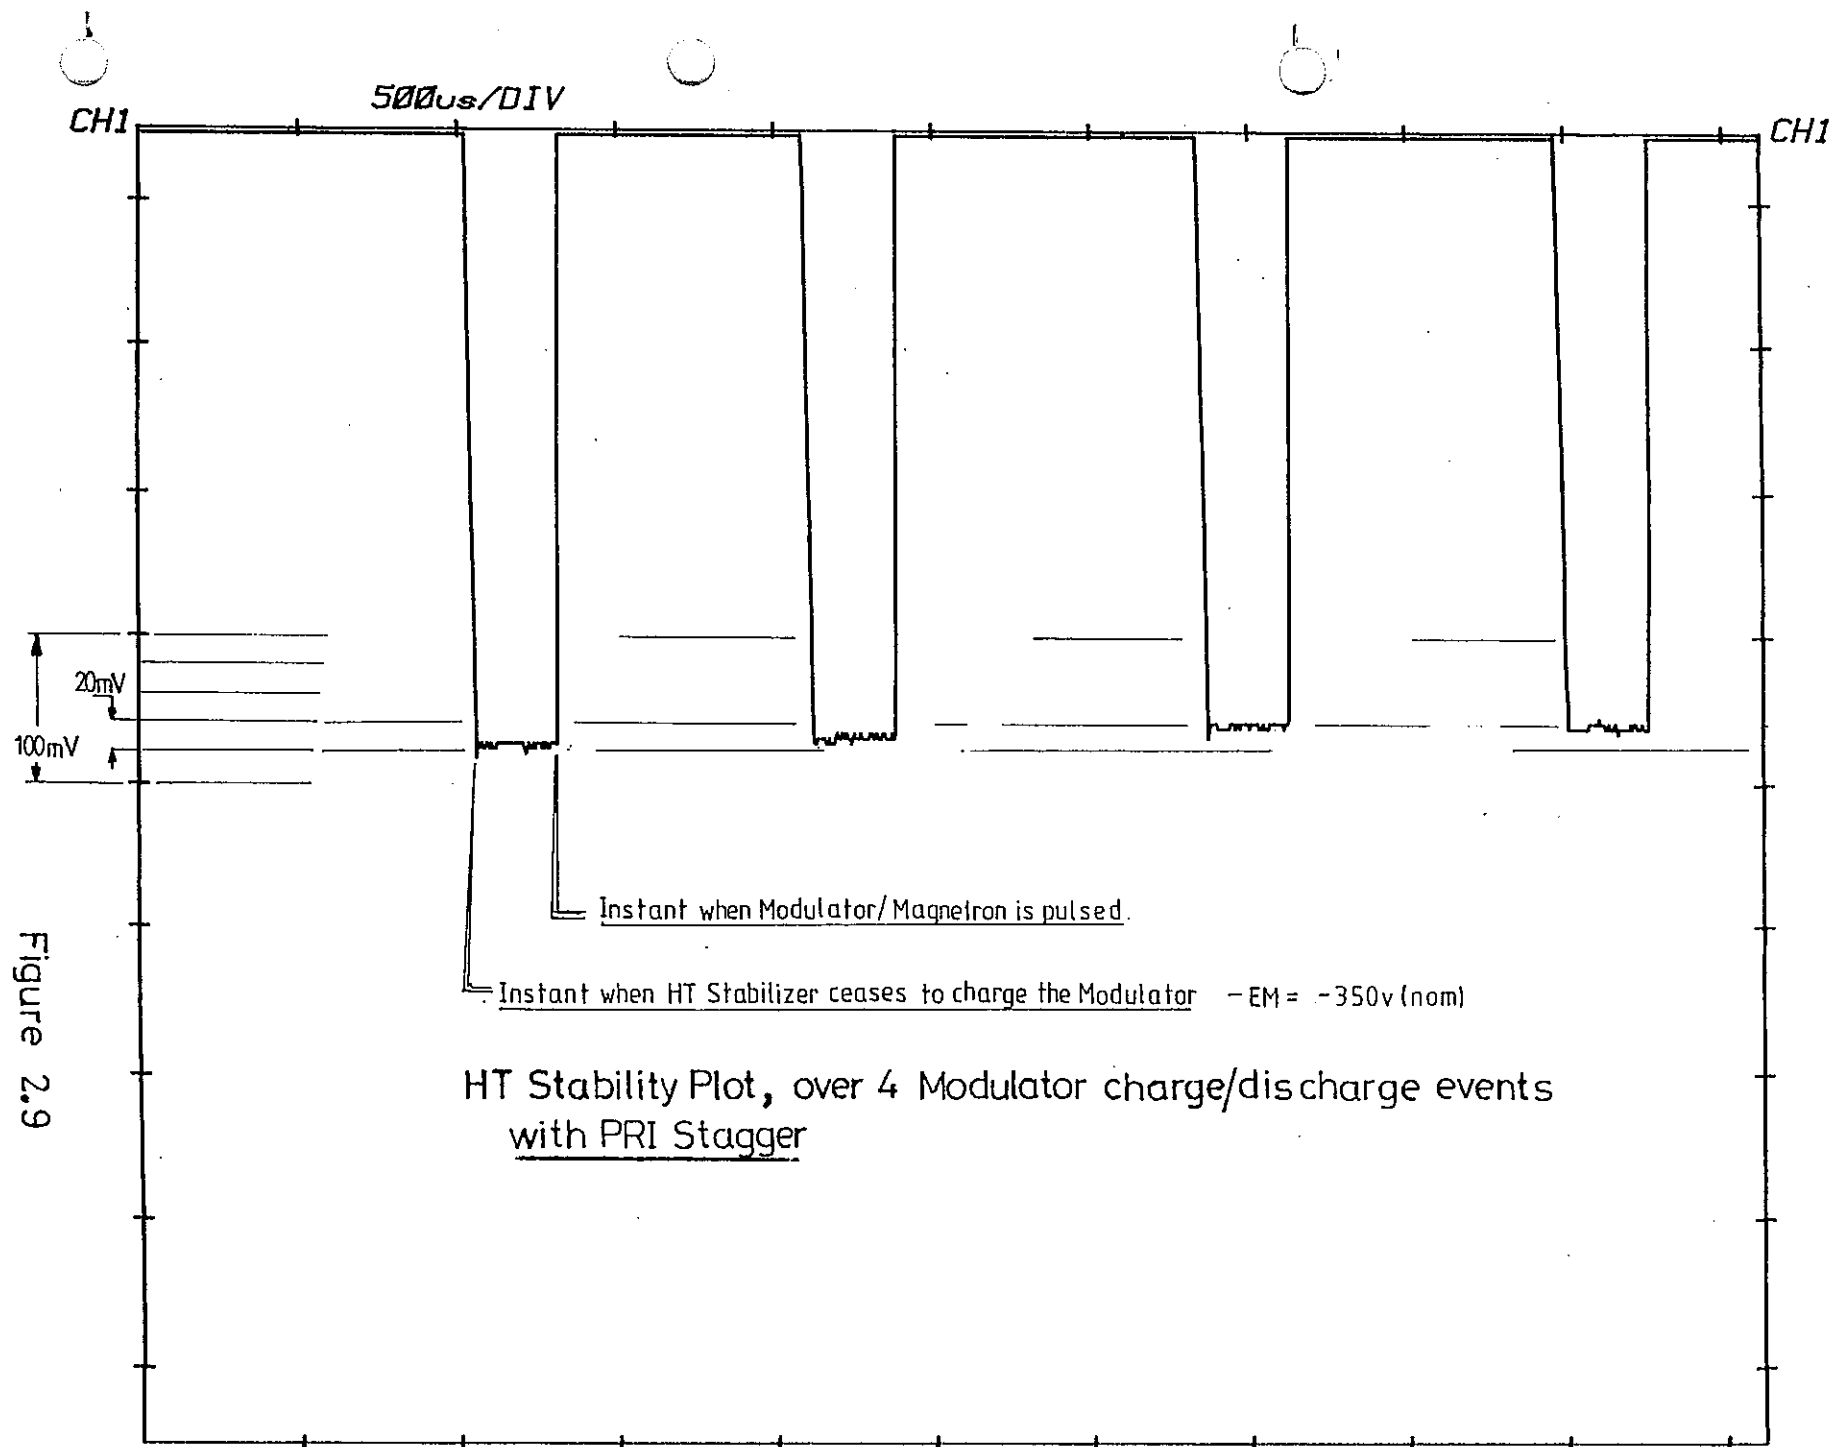 500us/DIV
CH1
CH1
20mV
100mV
Instant when Modulator/Magnetron is pulsed.
Instant when HT Stabilizer ceases to charge the Modulator -EM = -350v (nom)
HT Stability Plot, over 4 Modulator charge/discharge events
with PRI Stagger
Figure 2.9